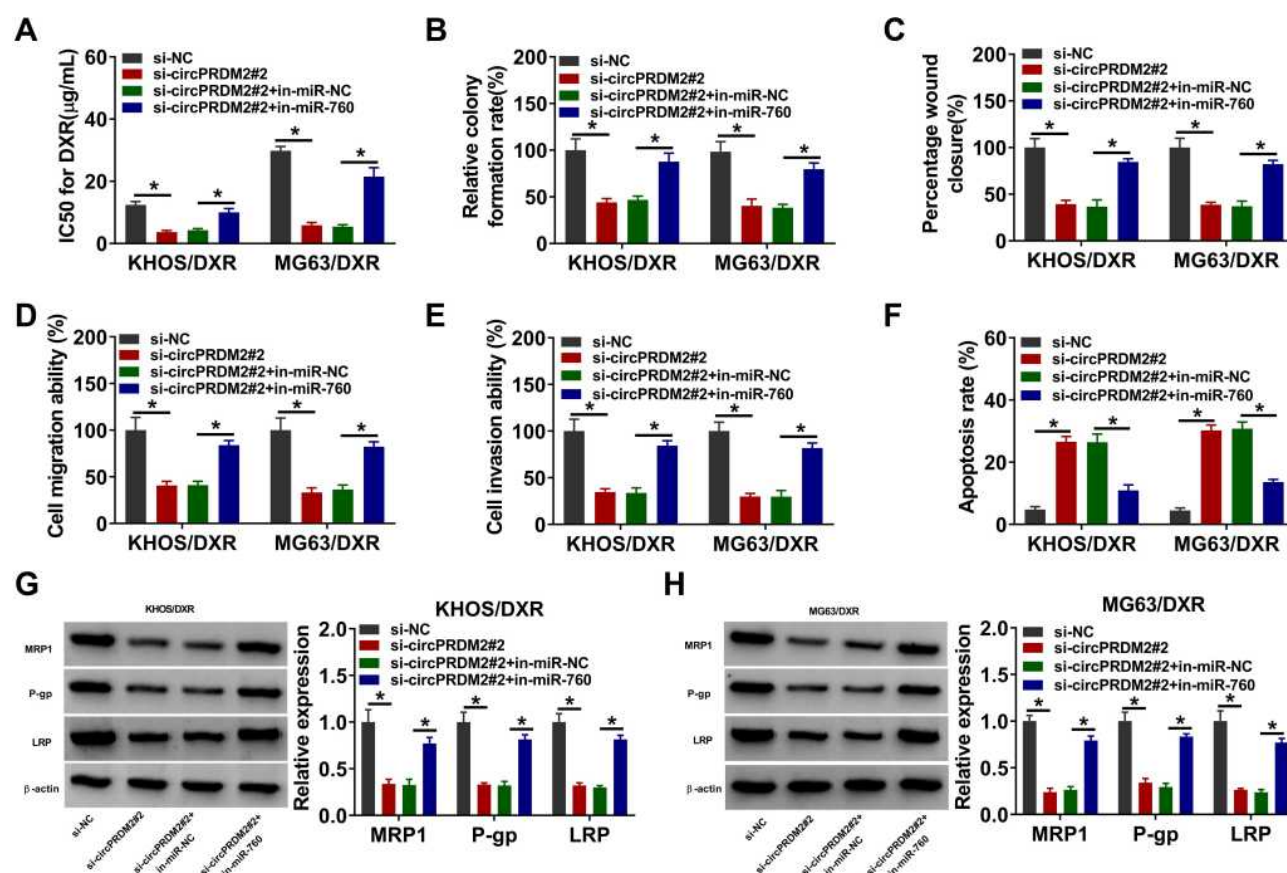 A
IC50 for DXR(μg/mL)
60
40
20
0
si-NC
si-circPRDM2#2
si-circPRDM2#2+in-miR-NC
si-circPRDM2#2+in-miR-760
*
*
*
*
KHOS/DXR
MG63/DXR
B
Relative colony
formation rate(%)
200
150
100
50
0
si-NC
si-circPRDM2#2
si-circPRDM2#2+in-miR-NC
si-circPRDM2#2+in-miR-760
*
*
*
*
KHOS/DXR
MG63/DXR
C
Percentage wound
closure(%)
200
150
100
50
0
si-NC
si-circPRDM2#2
si-circPRDM2#2+in-miR-NC
si-circPRDM2#2+in-miR-760
*
*
*
*
KHOS/DXR
MG63/DXR
D
Cell migration ability (%)
200
150
100
50
0
si-NC
si-circPRDM2#2
si-circPRDM2#2+in-miR-NC
si-circPRDM2#2+in-miR-760
*
*
*
*
KHOS/DXR
MG63/DXR
E
Cell invasion ability (%)
200
150
100
50
0
si-NC
si-circPRDM2#2
si-circPRDM2#2+in-miR-NC
si-circPRDM2#2+in-miR-760
*
*
*
*
KHOS/DXR
MG63/DXR
F
Apoptosis rate (%)
60
40
20
0
si-NC
si-circPRDM2#2
si-circPRDM2#2+in-miR-NC
si-circPRDM2#2+in-miR-760
*
*
*
*
KHOS/DXR
MG63/DXR
G
KHOS/DXR
MRP1
P-gp
LRP
β-actin
si-NC
si-circPRDM2#2
si-circPRDM2#2+
in-miR-NC
si-circPRDM2#2+
in-miR-760
KHOS/DXR
Relative expression
2.0
1.5
1.0
0.5
0.0
si-NC
si-circPRDM2#2
si-circPRDM2#2+in-miR-NC
si-circPRDM2#2+in-miR-760
*
*
*
*
*
*
MRP1
P-gp
LRP
H
MG63/DXR
MRP1
P-gp
LRP
β-actin
si-NC
si-circPRDM2#2
si-circPRDM2#2+
in-miR-NC
si-circPRDM2#2+
in-miR-760
MG63/DXR
Relative expression
2.0
1.5
1.0
0.5
0.0
si-NC
si-circPRDM2#2
si-circPRDM2#2+in-miR-NC
si-circPRDM2#2+in-miR-760
*
*
*
*
*
*
MRP1
P-gp
LRP